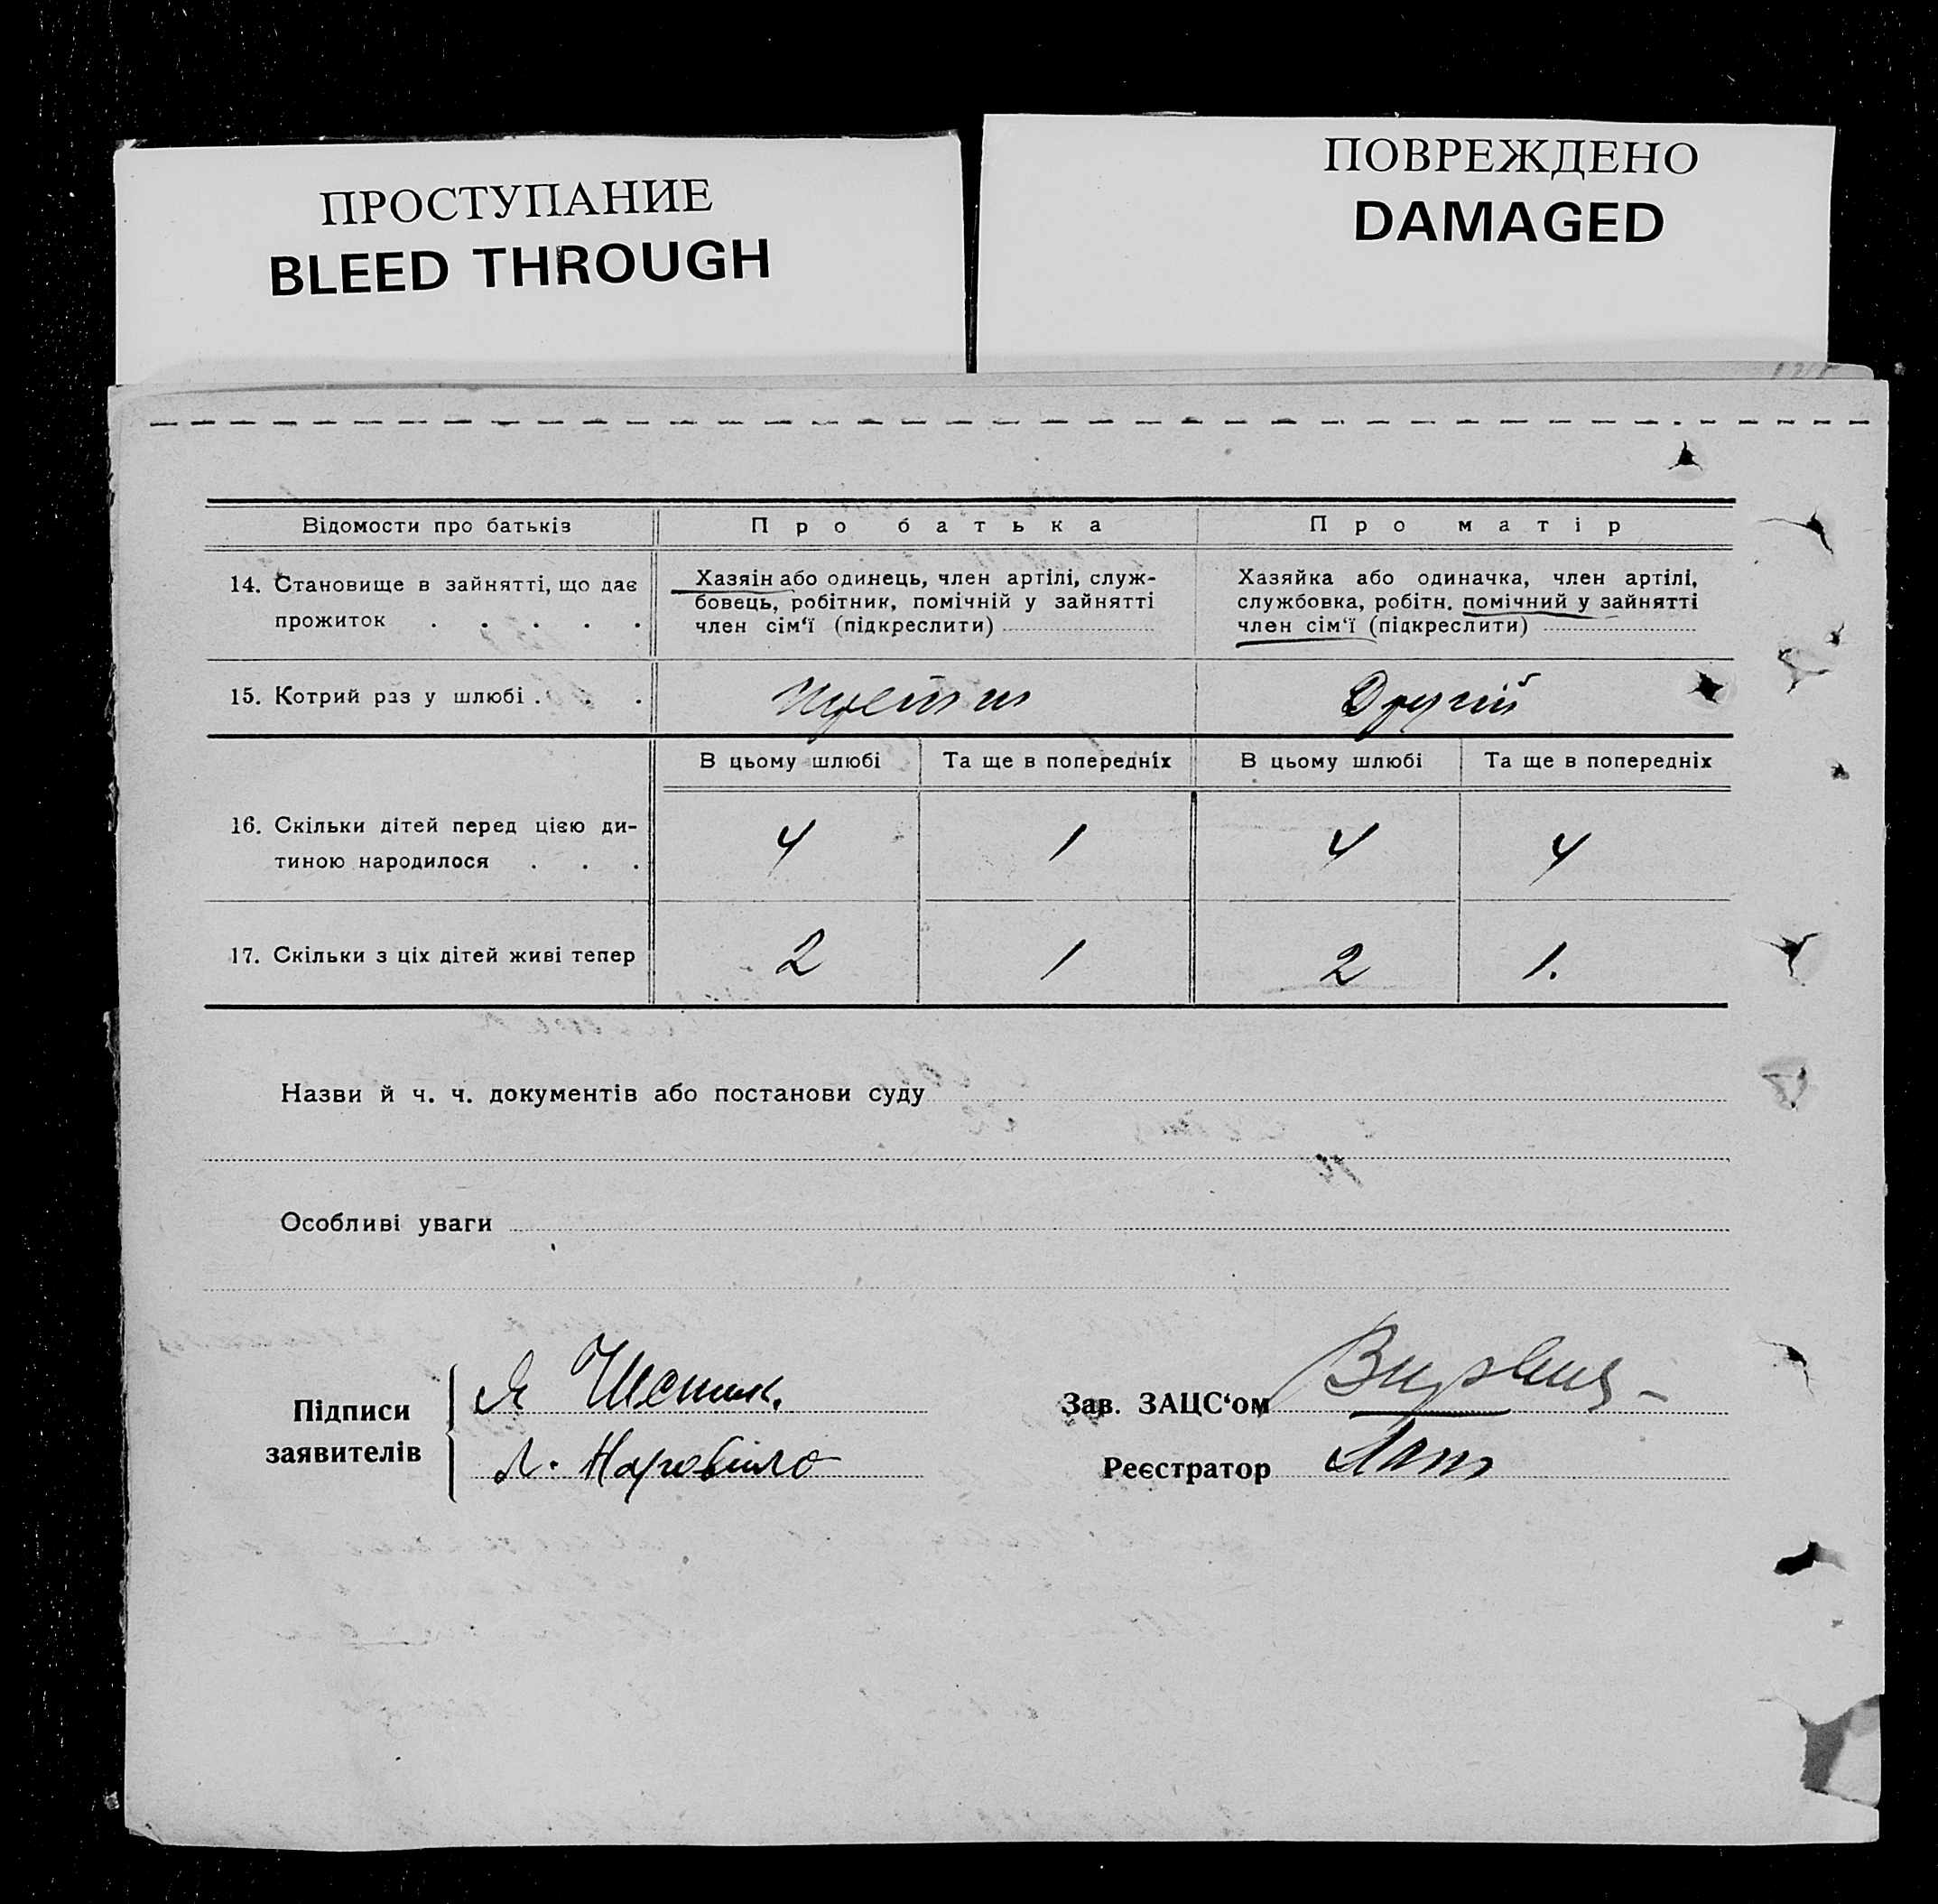 ПРОСТУПАНИЕ
BLEED THROUGH
ПОВРЕЖДЕНО
DAMAGED
Відомости про батьків
Про батька
Про матір
14. Становище в зайнятті, що дає
прожиток . . . . .
Хазяін або одинець, член артілі, служ-
бовець, робітник, помічній у зайнятті
член сім‘ї (підкреслити)
Хазяйка або одиначка, член артілі,
службовка, робітн. помічний у зайнятті
член сім‘ї (підкреслити)
15. Котрий раз у шлюбі . . .
Другий
В цьому шлюбі
Та ще в попередніх
В цьому шлюбі
Та ще в попередніх
16. Скільки дітей перед цією ди-
тиною народилося . . .
4 1 4 4
17. Скільки з ціх дітей живі тепер
2 1 2 1.
Назви й ч. ч. документів або постанови суду
Особливі уваги
Підписи
заявителів
Зав. ЗАЦС‘ом
Реєстратор